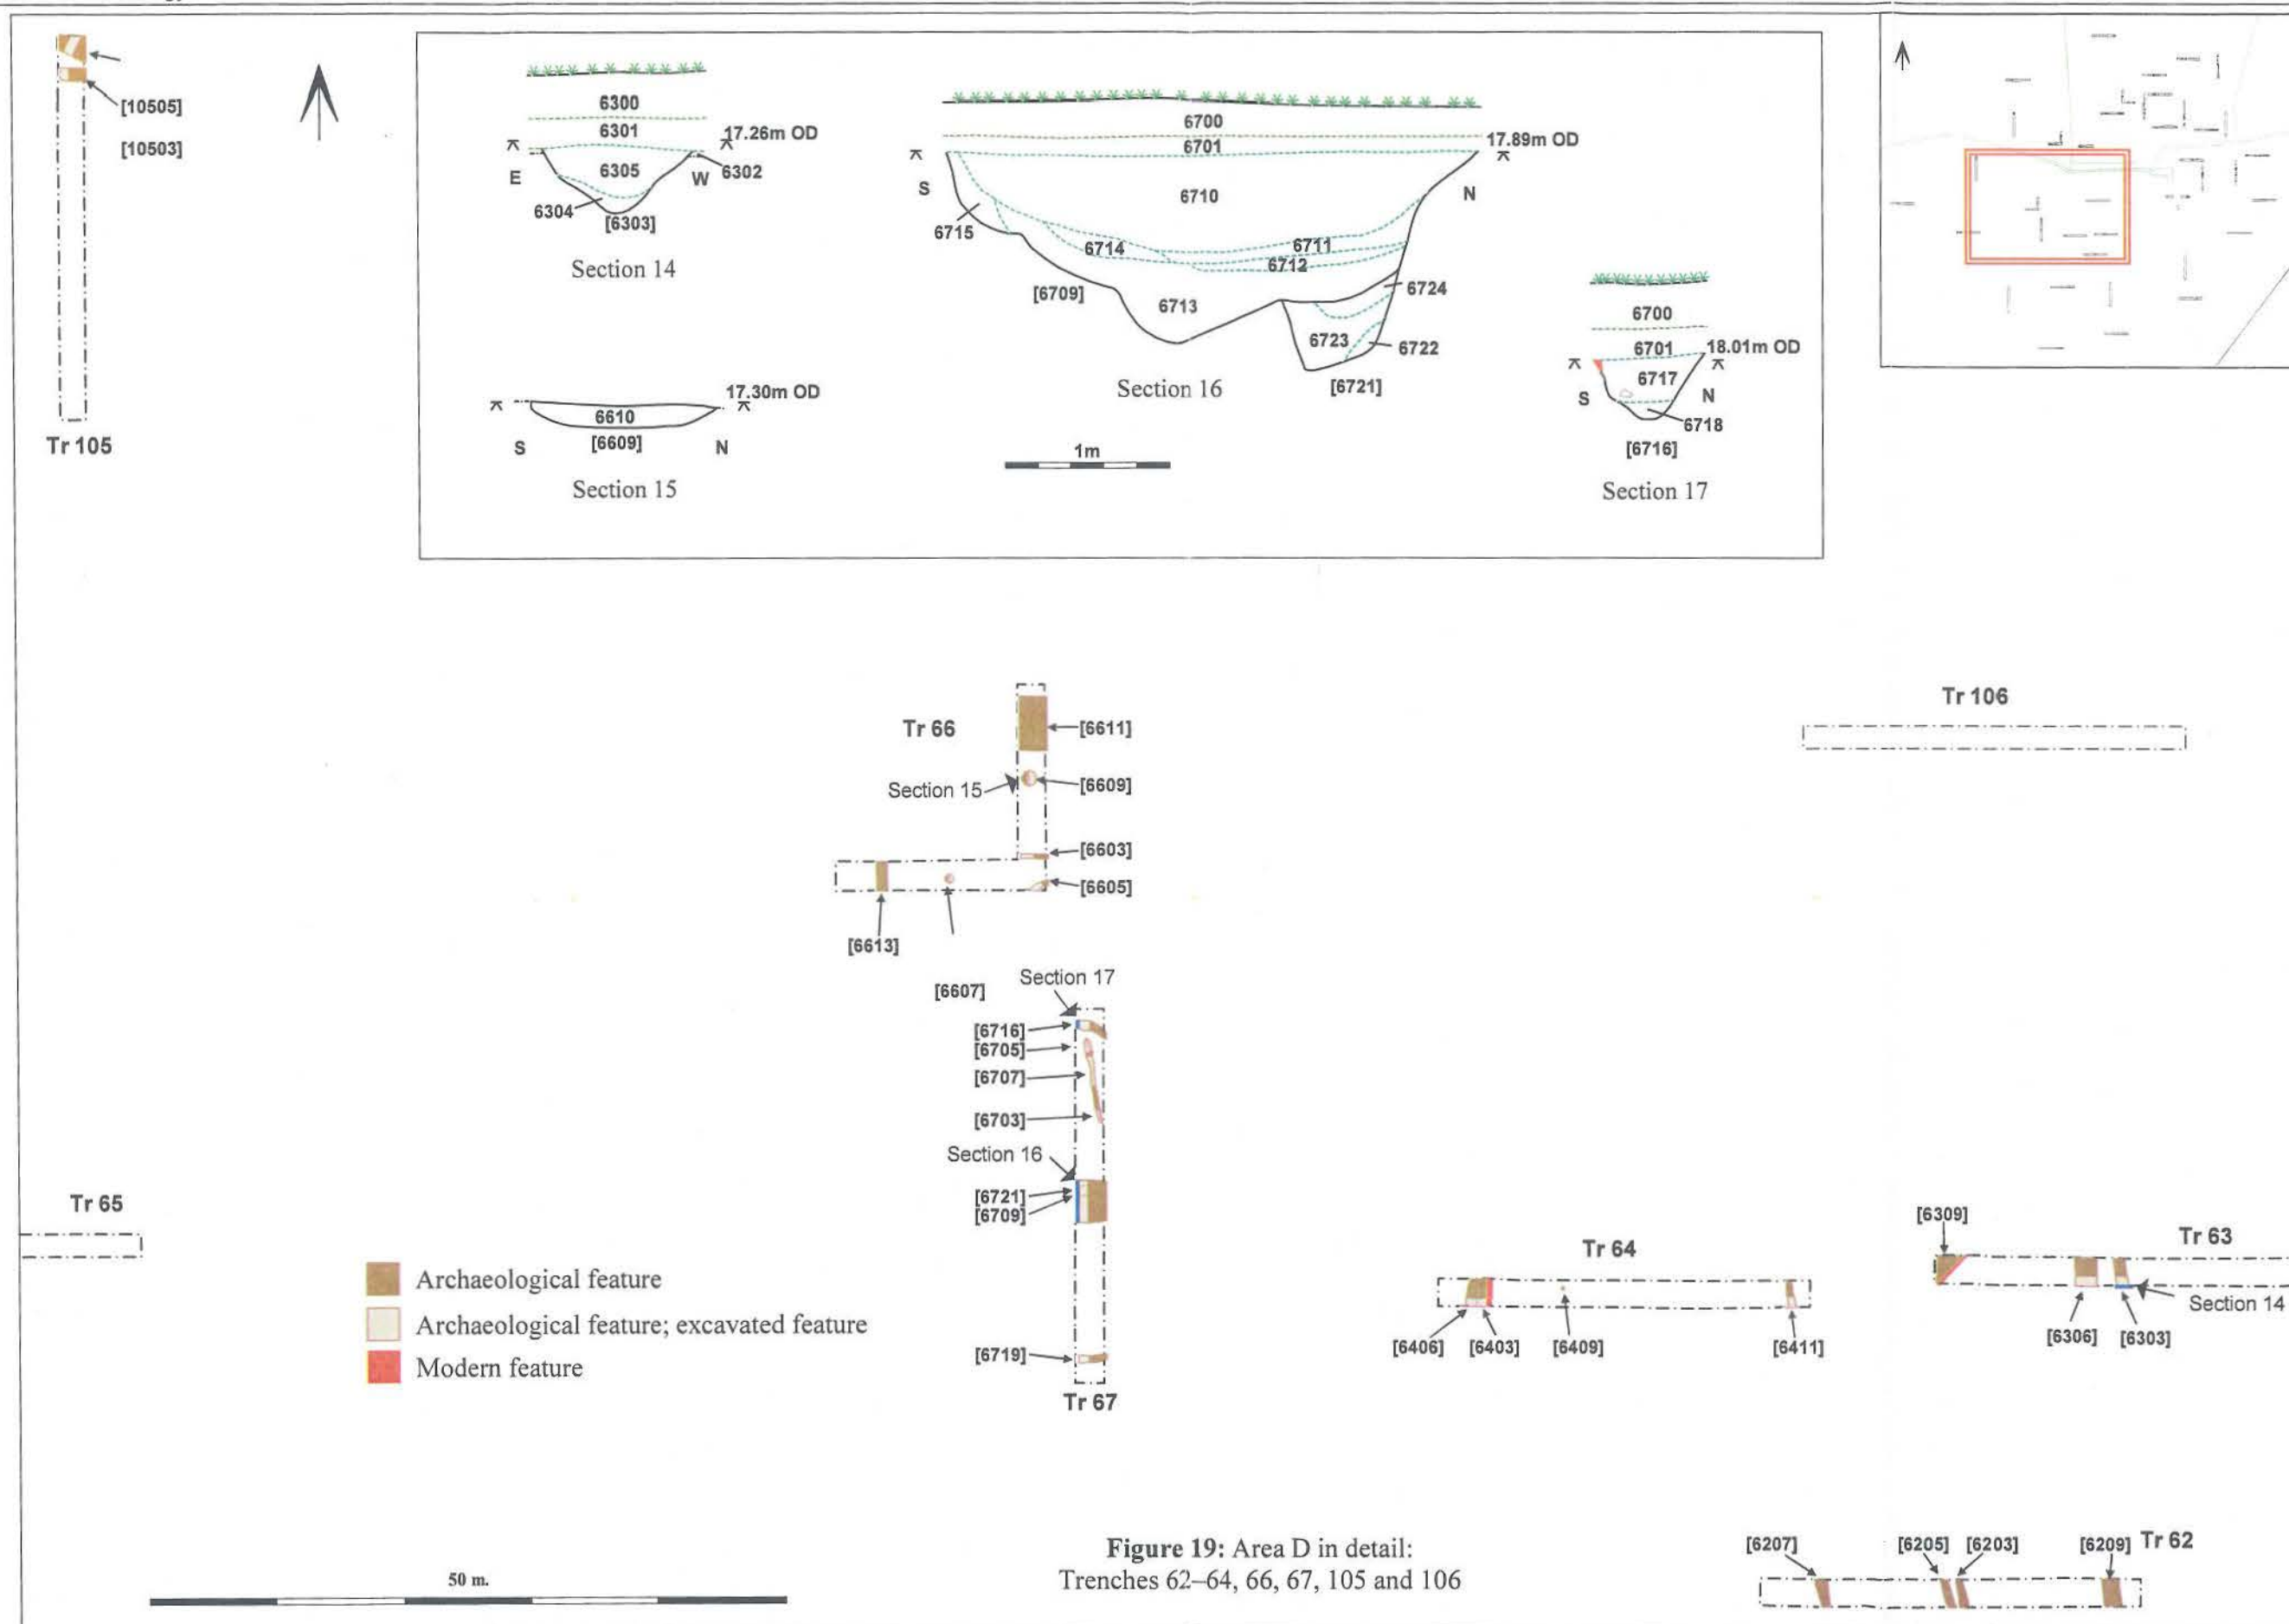 [10505]
[10503]
Tr 105
6300
6301
17.26m OD
E
6305
W
6302
6304
[6303]
Section 14
17.30m OD
6610
S
[6609]
N
Section 15
6700
6701
17.89m OD
S
6710
N
6715
6714
6711
6712
[6709]
6713
6724
6723
6722
[6721]
Section 16
1m
6700
6701
18.01m OD
6717
S
N
6718
[6716]
Section 17
Tr 66
[6611]
Section 15
[6609]
[6603]
[6605]
[6613]
[6607]
Section 17
[6716]
[6705]
[6707]
[6703]
Section 16
[6721]
[6709]
[6719]
Tr 67
Tr 106
Tr 65
Archaeological feature
Archaeological feature; excavated feature
Modern feature
Tr 64
[6406]
[6403]
[6409]
[6411]
[6309]
Tr 63
Section 14
[6306]
[6303]
[6207]
[6205]
[6203]
[6209]
Tr 62
50 m.
Figure 19: Area D in detail:
Trenches 62–64, 66, 67, 105 and 106